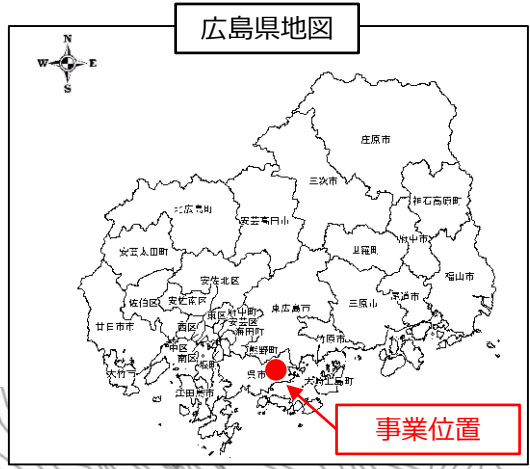 広島県地図
N
W E
S
庄原市
三次市
神石高原町
北広島町
安芸高田市
府中市
世羅町
安芸太田町
福山市
安佐北区
尾道市
三原市
東広島市
佐伯区
安佐南区
府中町
東区
安芸区
廿日市市
西区
海田町
竹原市
中区
熊野町
南区
坂町
呉市
大崎上島町
大竹市
江田島市
事業位置